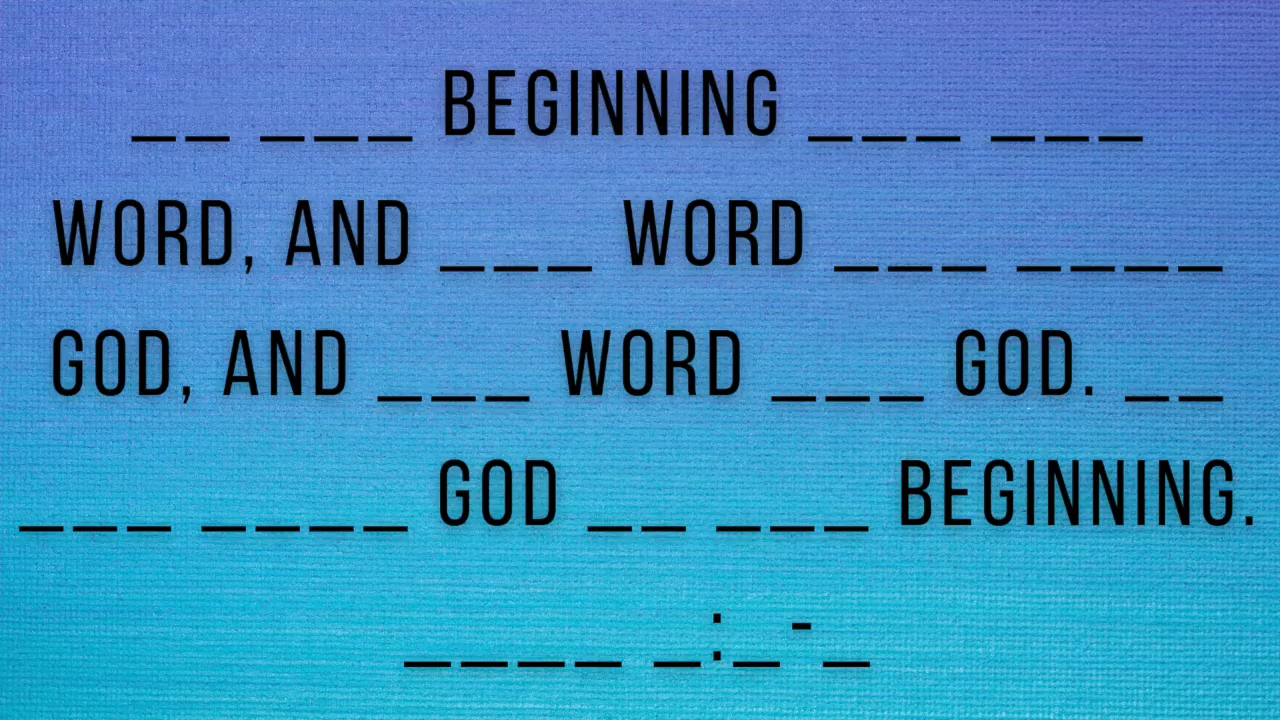 __ ___ BEGINNING ___ ___
WORD, AND ___ WORD ___ ____
GOD, AND ___ WORD ___ GOD. __
___ ____ GOD __ ___ BEGINNING.
____ _:_-_